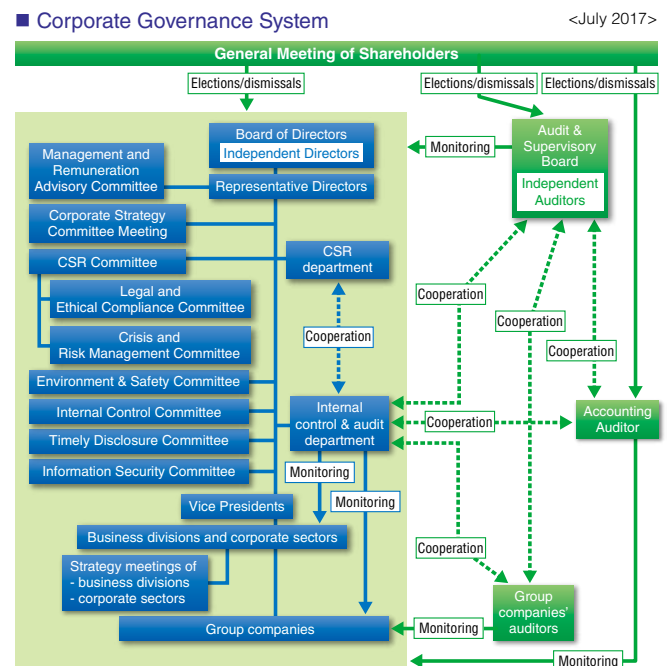 ■ Corporate Governance System
<July 2017>
General Meeting of Shareholders
Elections/dismissals
Elections/dismissals
Elections/dismissals
Board of Directors
Independent Directors
Monitoring
Audit &
Supervisory
Board
Independent
Auditors
Management and
Remuneration
Advisory Committee
Representative Directors
Corporate Strategy
Committee Meeting
CSR Committee
CSR
department
Legal and
Ethical Compliance Committee
Cooperation
Cooperation
Crisis and
Risk Management Committee
Cooperation
Cooperation
Environment & Safety Committee
Internal Control Committee
Timely Disclosure Committee
Information Security Committee
Internal
control & audit
department
Cooperation
Accounting
Auditor
Monitoring
Monitoring
Vice Presidents
Business divisions and corporate sectors
Cooperation
Strategy meetings of
- business divisions
- corporate sectors
Group
companies'
auditors
Group companies
Monitoring
Monitoring